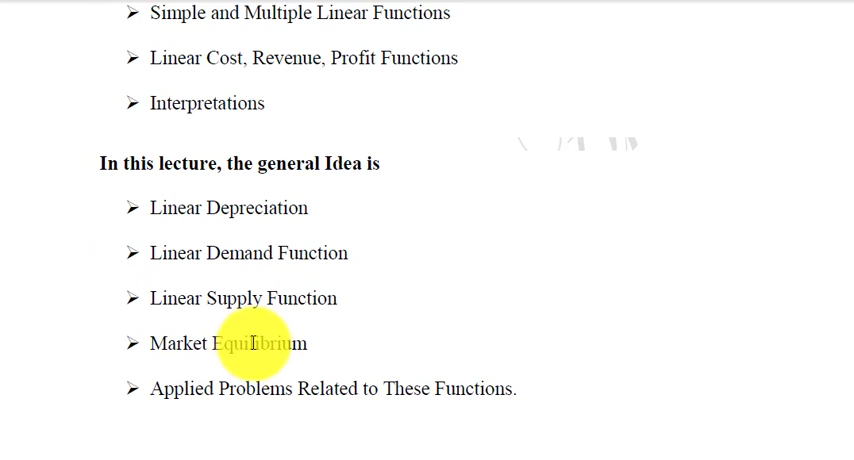 ➢ Simple and Multiple Linear Functions
➢ Linear Cost, Revenue, Profit Functions
➢ Interpretations
In this lecture, the general Idea is
➢ Linear Depreciation
➢ Linear Demand Function
➢ Linear Supply Function
➢ Market Equilibrium
➢ Applied Problems Related to These Functions.